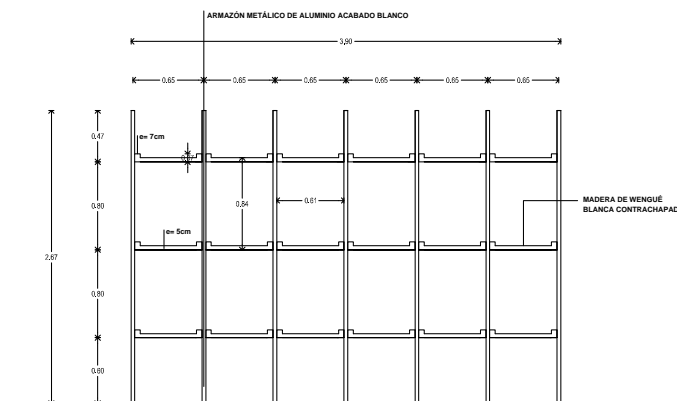 ARMAZÓN METÁLICO DE ALUMINIO ACABADO BLANCO
3,90
0.65 0.65 0.65 0.65 0.65 0.65
0.47
e= 7cm
0.80
0.84
0.61
MADERA DE WENGUÉ
BLANCA CONTRACHAPAD
e= 5cm
2.67
0.80
0.80